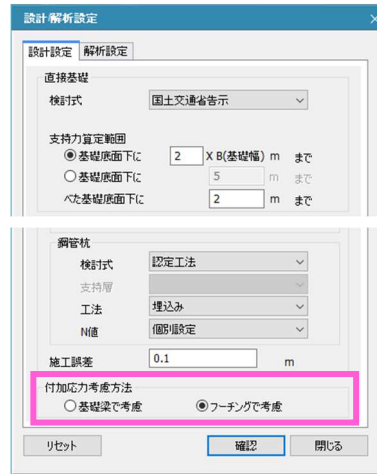 設計/解析設定
設計設定 解析設定
直接基礎
検討式 国土交通省告示
支持力算定範囲
基礎底面下に 2 X B(基礎幅) m まで
基礎底面下に 5 m まで
べた基礎底面下に 2 m まで
鋼管杭
検討式 認定工法
支持層
工法 埋込み
N値 個別設定
施工誤差 0.1 m
付加応力考慮方法
基礎梁で考慮 フーチングで考慮
リセット 確認 閉じる